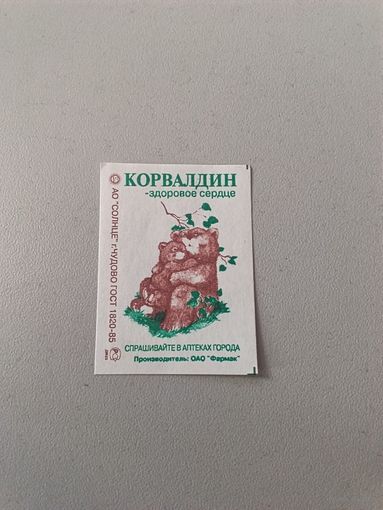 КОРВАЛДИН
-здоровое сердце
АО "СОЛНЦЕ" г.ЧУДОВО ГОСТ 1820-85
СПРАШИВАЙТЕ В АПТЕКАХ ГОРОДА
Производитель: ОАО "Фармак"